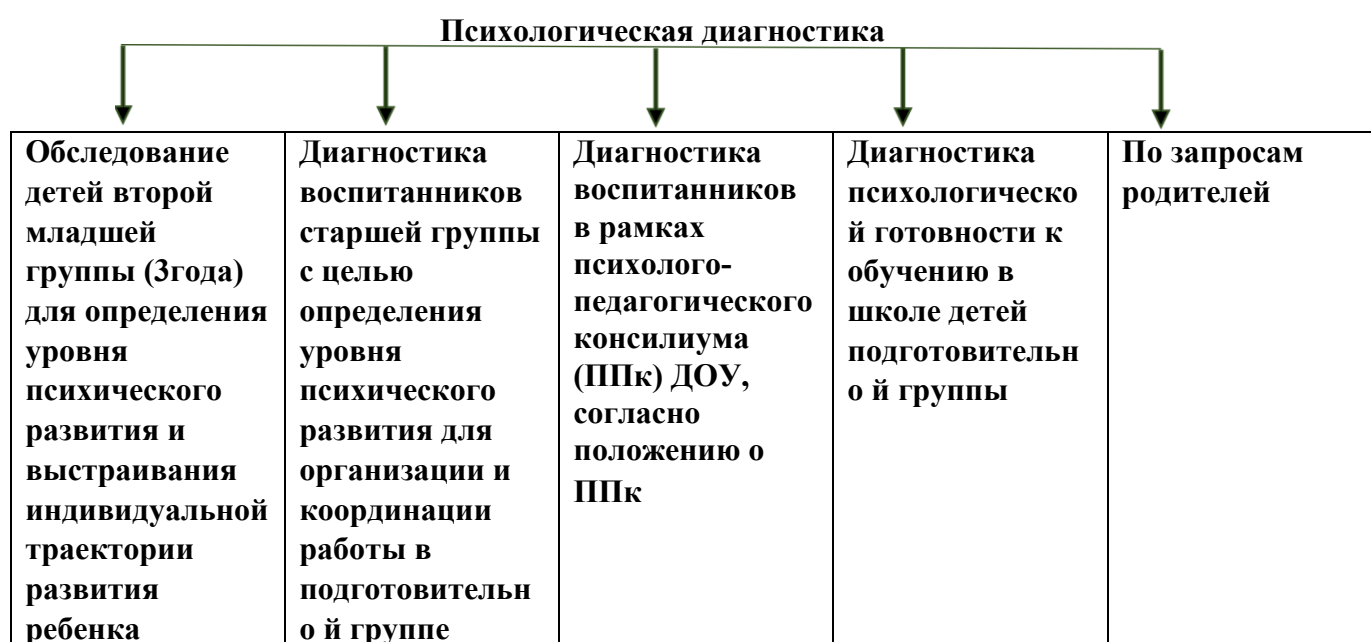 Психологическая диагностика
Обследование
детей второй
младшей
группы (3года)
для определения
уровня
психического
развития и
выстраивания
индивидуальной
траектории
развития
ребенка
Диагностика
воспитанников
старшей группы
с целью
определения
уровня
психического
развития для
организации и
координации
работы в
подготовительн
о й группе
Диагностика
воспитанников
в рамках
психолого-
педагогического
консилиума
(ППк) ДОУ,
согласно
положению о
ППк
Диагностика
психологическо
й готовности к
обучению в
школе детей
подготовительн
о й группы
По запросам
родителей